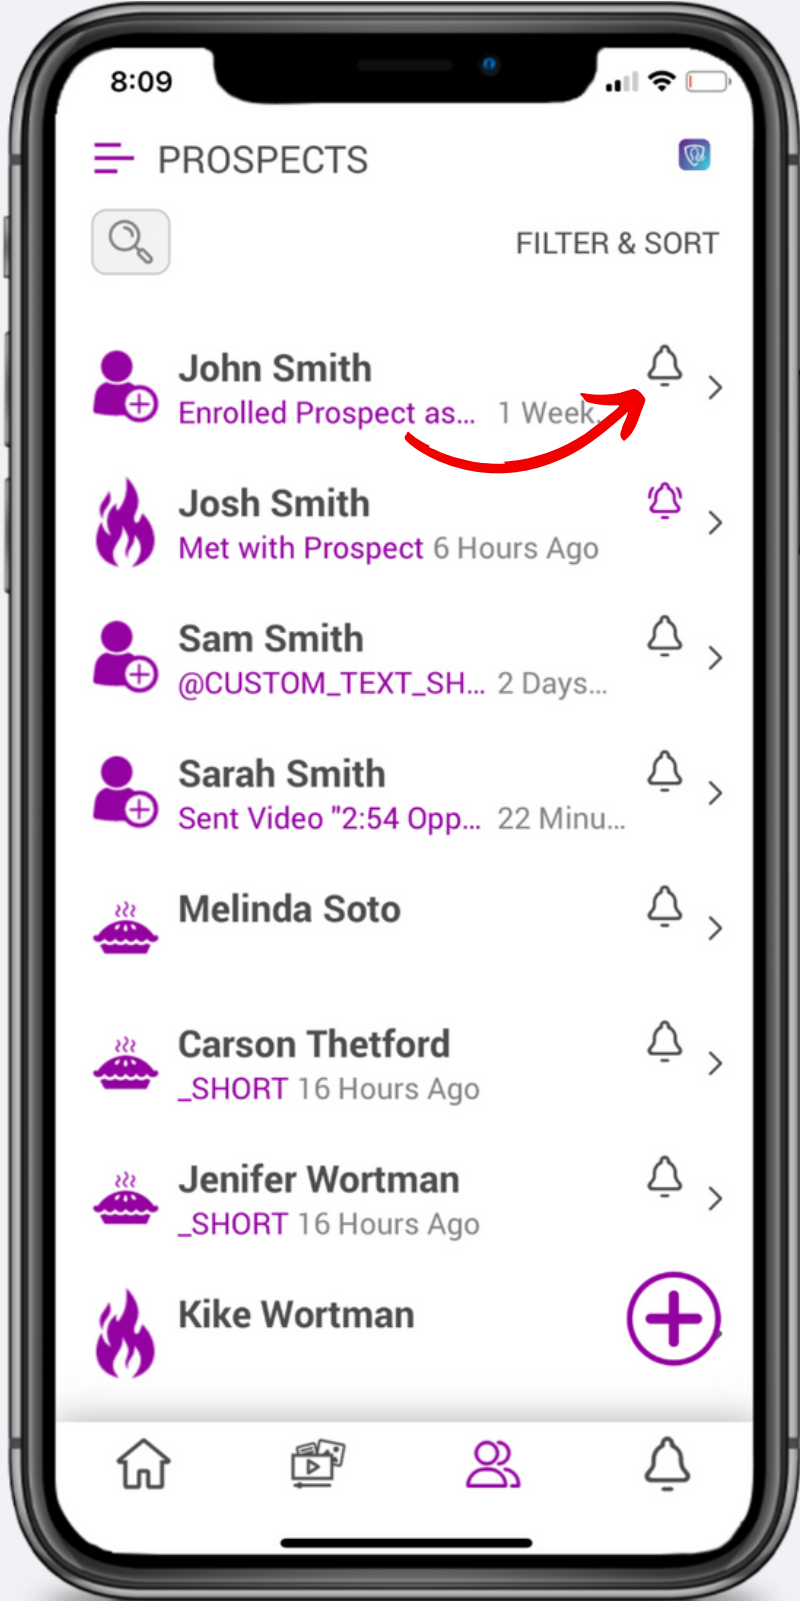 8:09
PROSPECTS
FILTER & SORT
John Smith
Enrolled Prospect as... 1 Week..
Josh Smith
Met with Prospect 6 Hours Ago
Sam Smith
@CUSTOM_TEXT_SH... 2 Days...
Sarah Smith
Sent Video "2:54 Opp... 22 Minu...
Melinda Soto
Carson Thetford
_SHORT 16 Hours Ago
Jenifer Wortman
_SHORT 16 Hours Ago
Kike Wortman